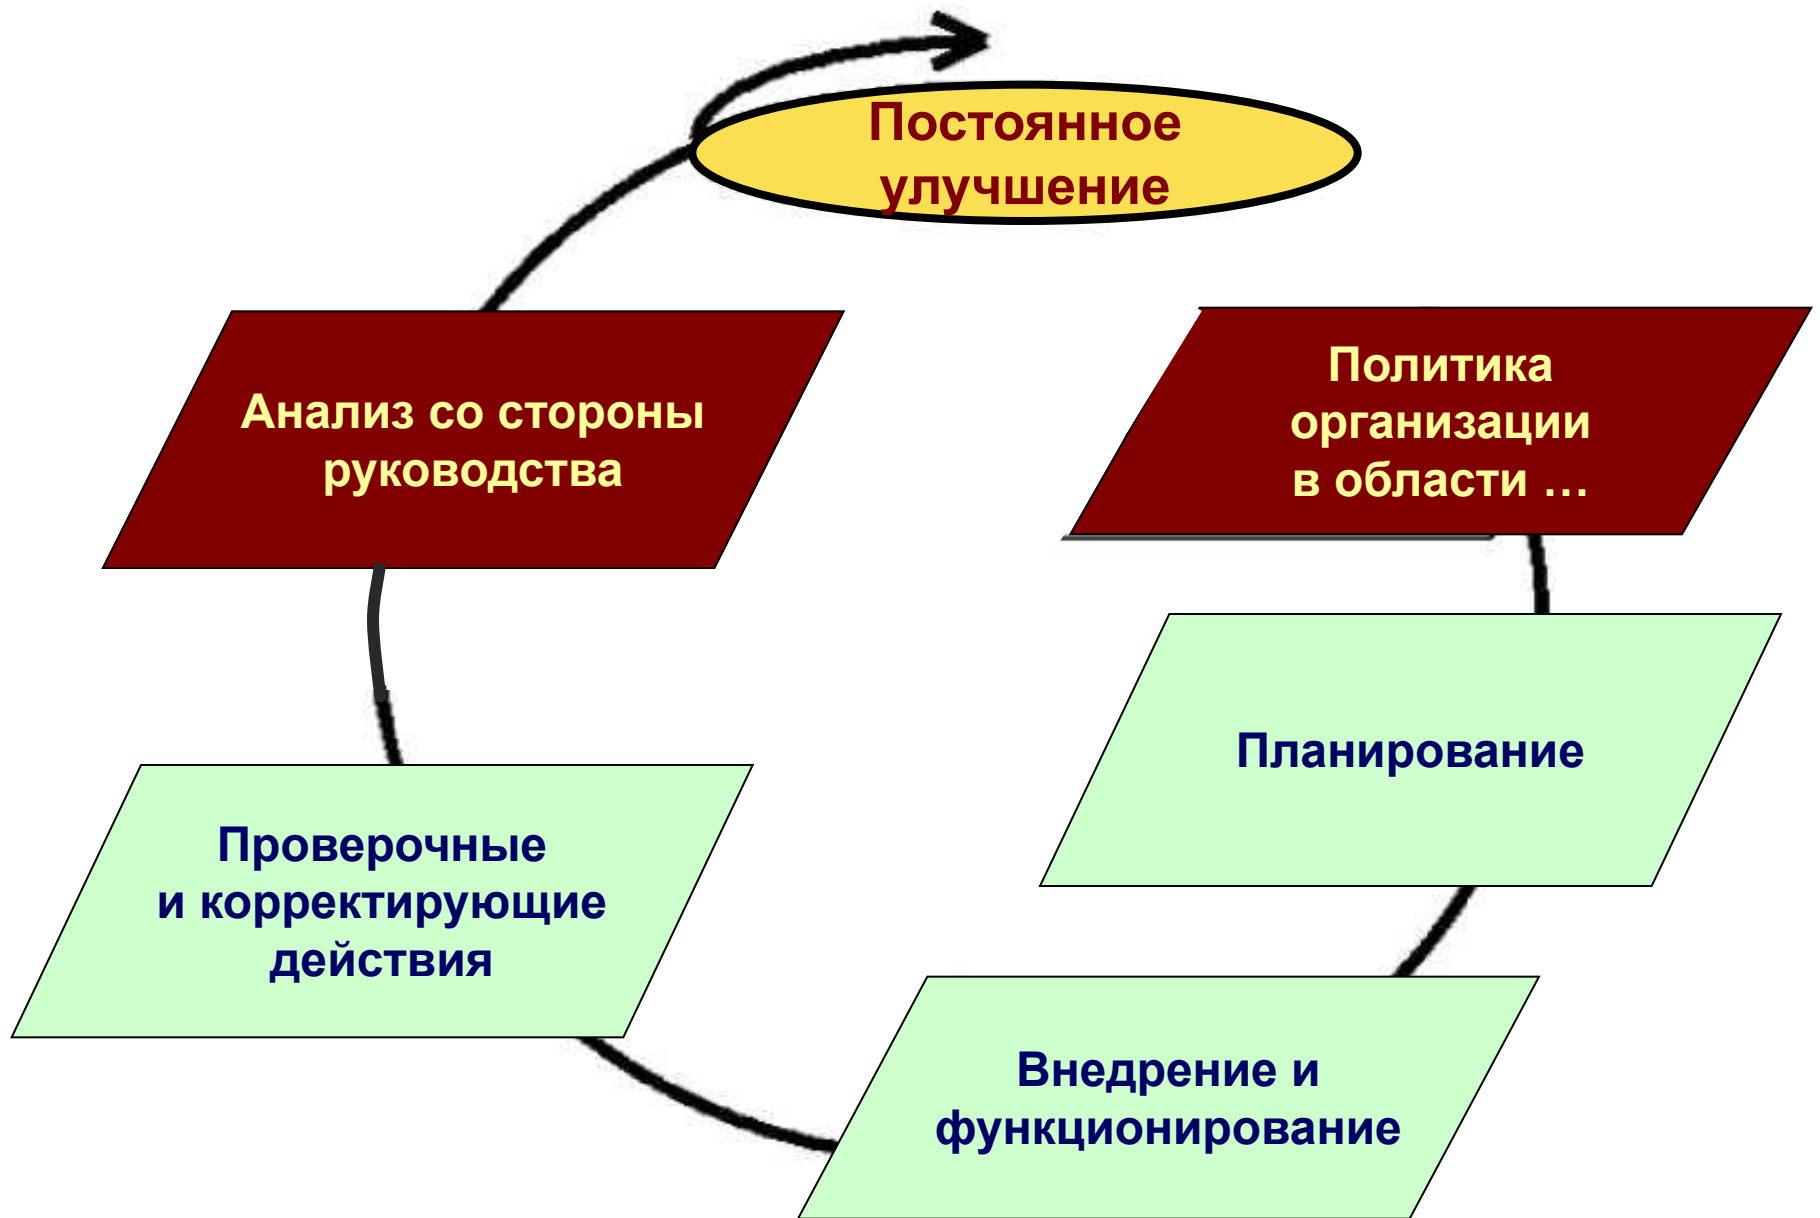 Постоянное
улучшение
Анализ со стороны
руководства
Политика
организации
в области …
Планирование
Проверочные
и корректирующие
действия
Внедрение и
функционирование